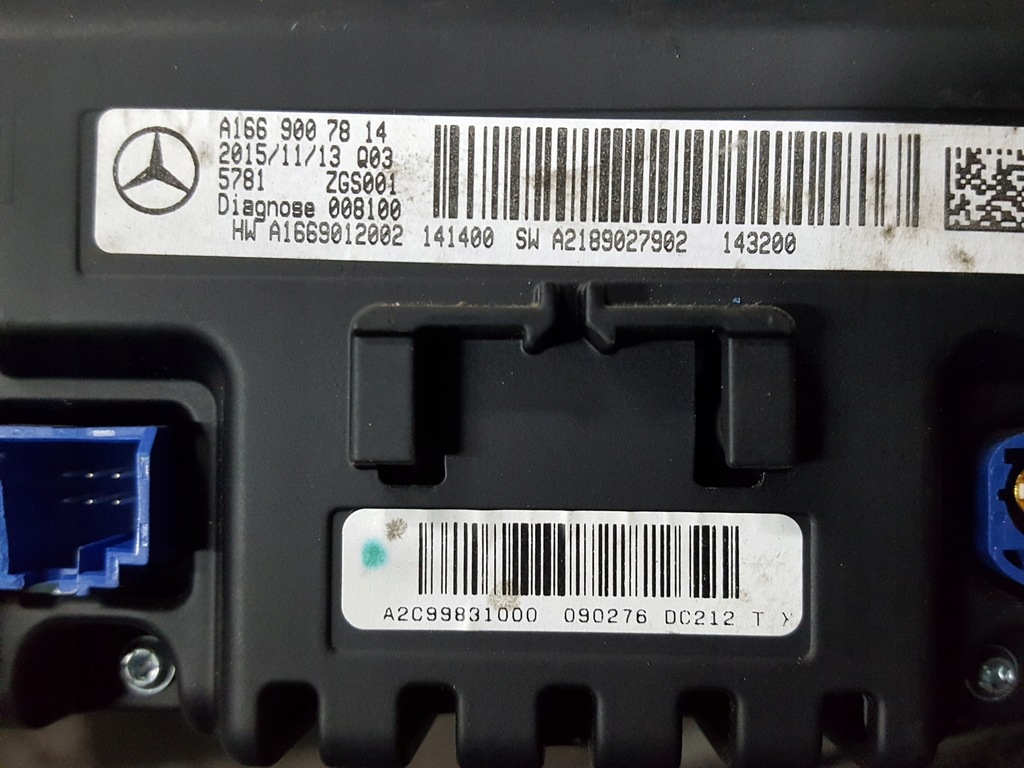 A166 900 78 14
2015/11/13 Q03
5781 ZGS001
Diagnose 008100
HW A1669012002 141400 SW A2189027902 143200
A2C99831000 090276 DC212 T X